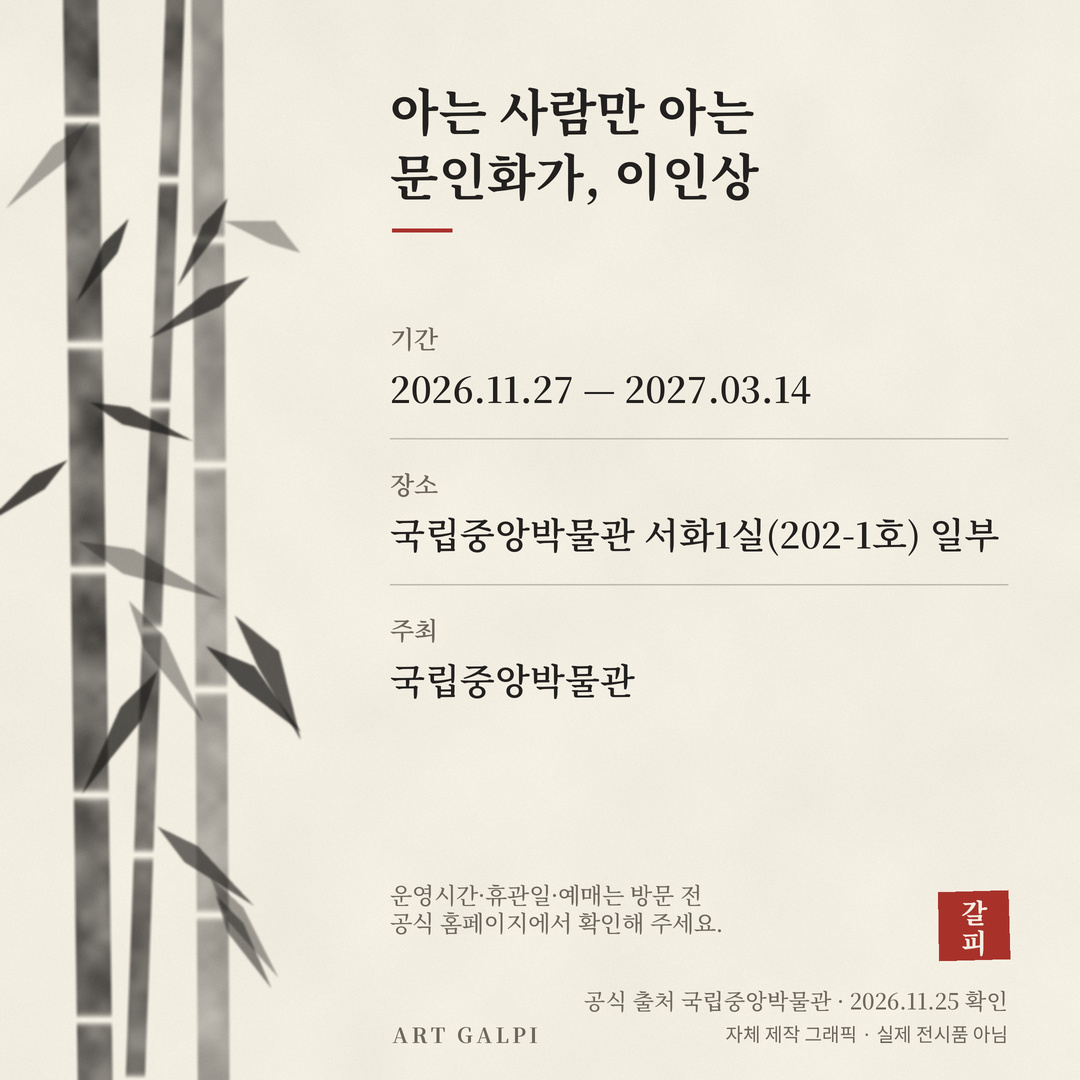 아는 사람만 아는
문인화가, 이인상
기간
2026.11.27 — 2027.03.14
장소
국립중앙박물관 서화1실(202-1호) 일부
주최
국립중앙박물관
운영시간·휴관일·예매는 방문 전
공식 홈페이지에서 확인해 주세요.
갈
피
공식 출처 국립중앙박물관 · 2026.11.25 확인
ART GALPI
자체 제작 그래픽 · 실제 전시품 아님